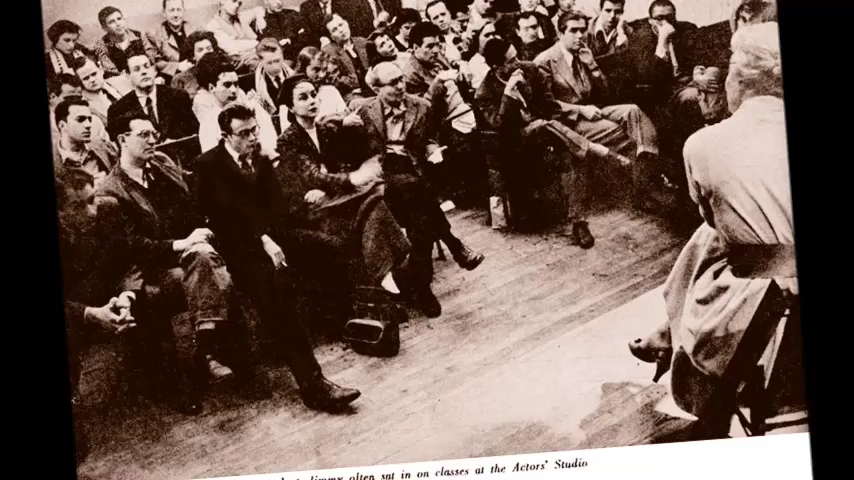 Jimmy often sat in on classes at the Actors' Studio